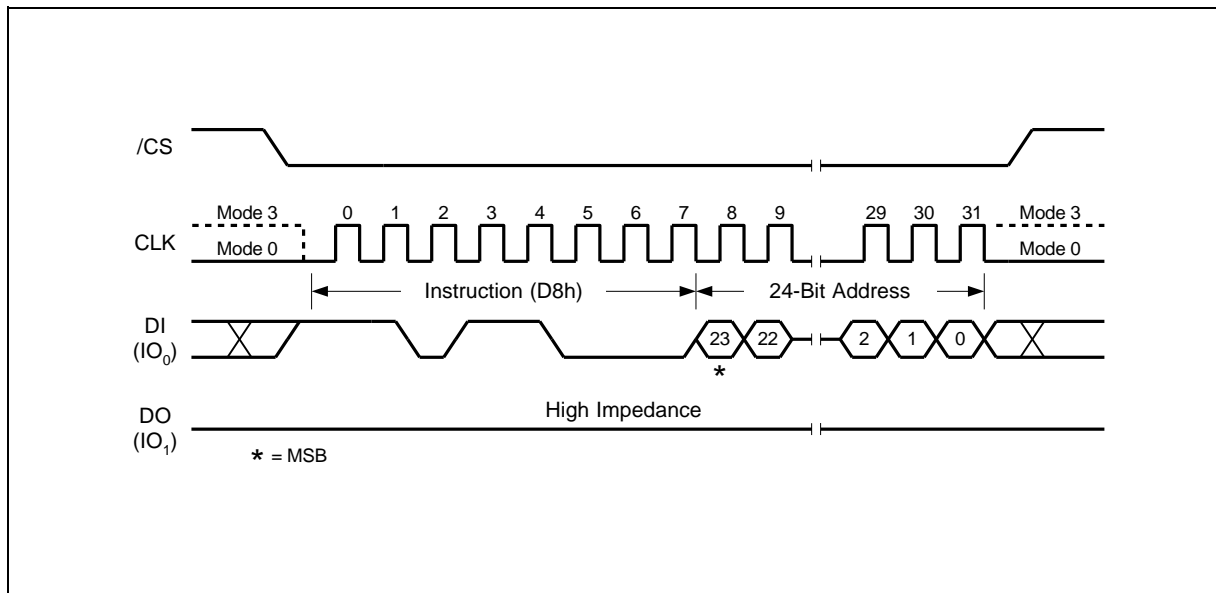 /CS
Mode 3 0 1 2 3 4 5 6 7 8 9 29 30 31 Mode 3
CLK Mode 0 Mode 0
Instruction (D8h) 24-Bit Address
DI
(IO₀) 23 22 2 1 0
*
DO High Impedance
(IO₁)
* = MSB